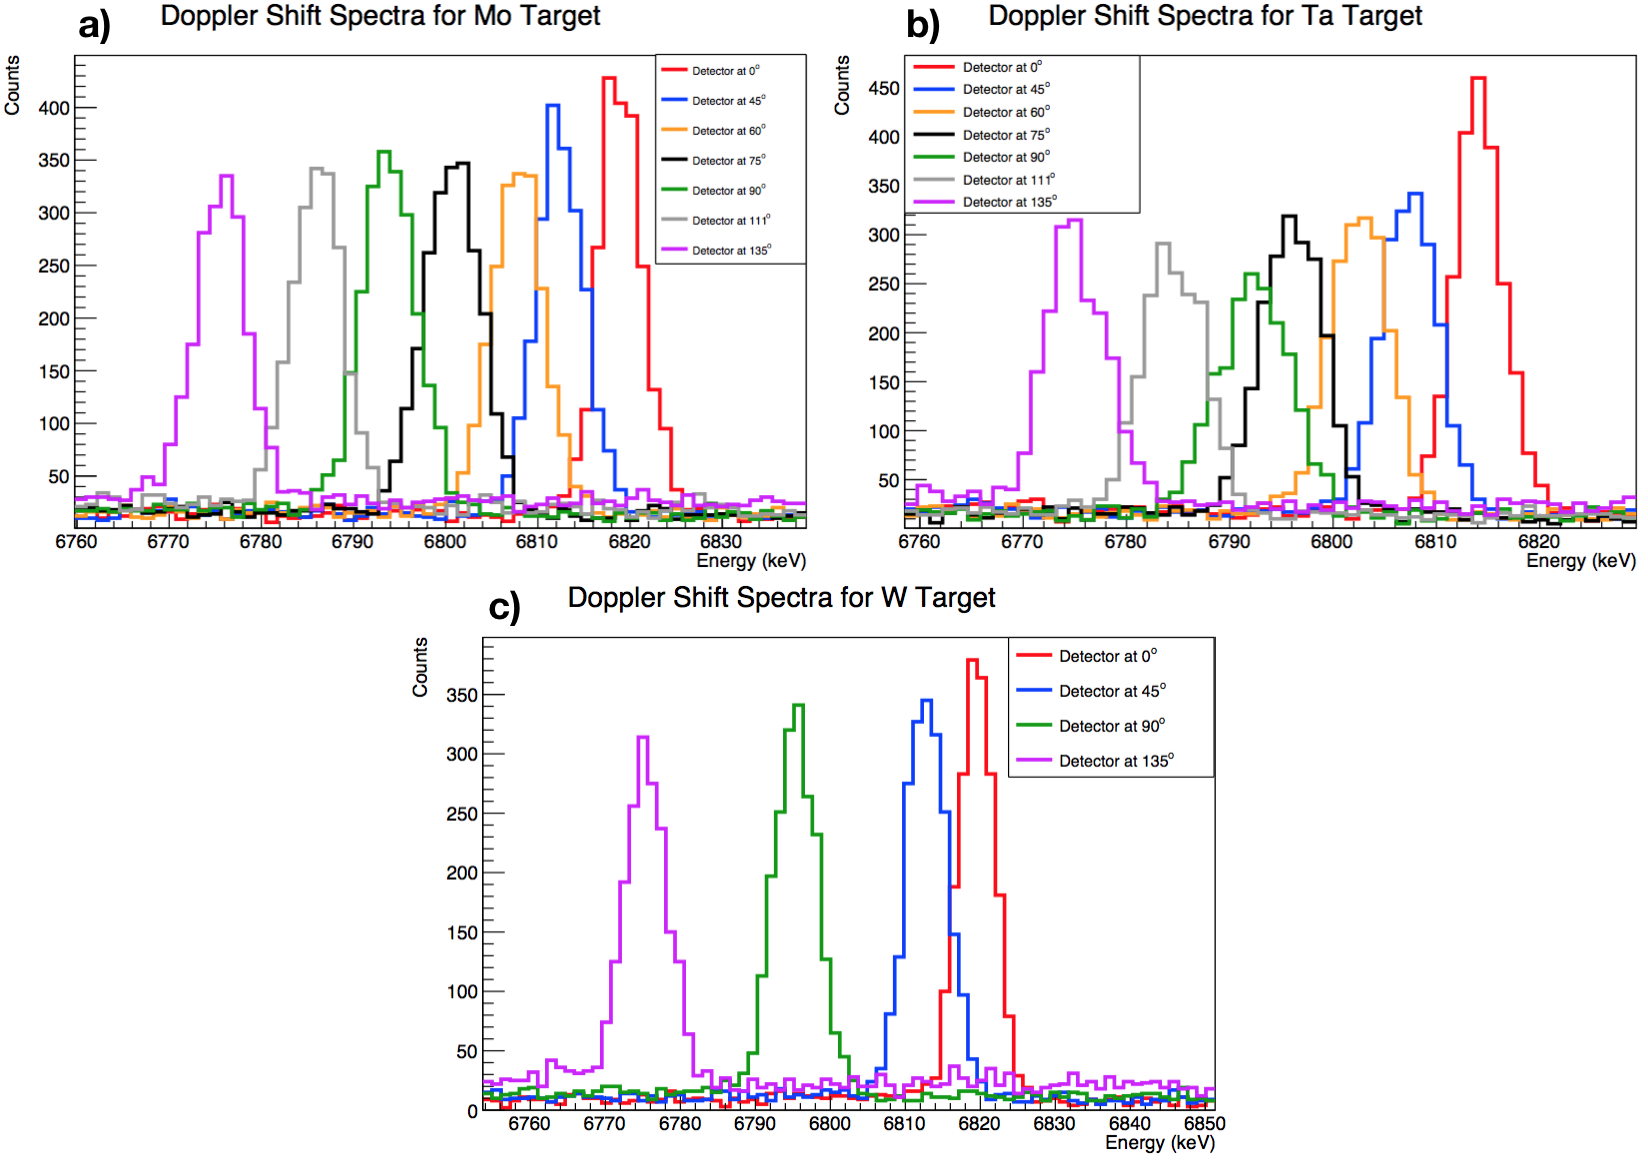 a)
Doppler Shift Spectra for Mo Target
Counts
400
350
300
250
200
150
100
50
6760 6770 6780 6790 6800 6810 6820 6830
Energy (keV)
Detector at 0°
Detector at 45°
Detector at 60°
Detector at 75°
Detector at 90°
Detector at 111°
Detector at 135°
b)
Doppler Shift Spectra for Ta Target
Counts
450
400
350
300
250
200
150
100
50
6760 6770 6780 6790 6800 6810 6820
Energy (keV)
Detector at 0°
Detector at 45°
Detector at 60°
Detector at 75°
Detector at 90°
Detector at 111°
Detector at 135°
c)
Doppler Shift Spectra for W Target
Counts
350
300
250
200
150
100
50
0
6760 6770 6780 6790 6800 6810 6820 6830 6840 6850
Energy (keV)
Detector at 0°
Detector at 45°
Detector at 90°
Detector at 135°